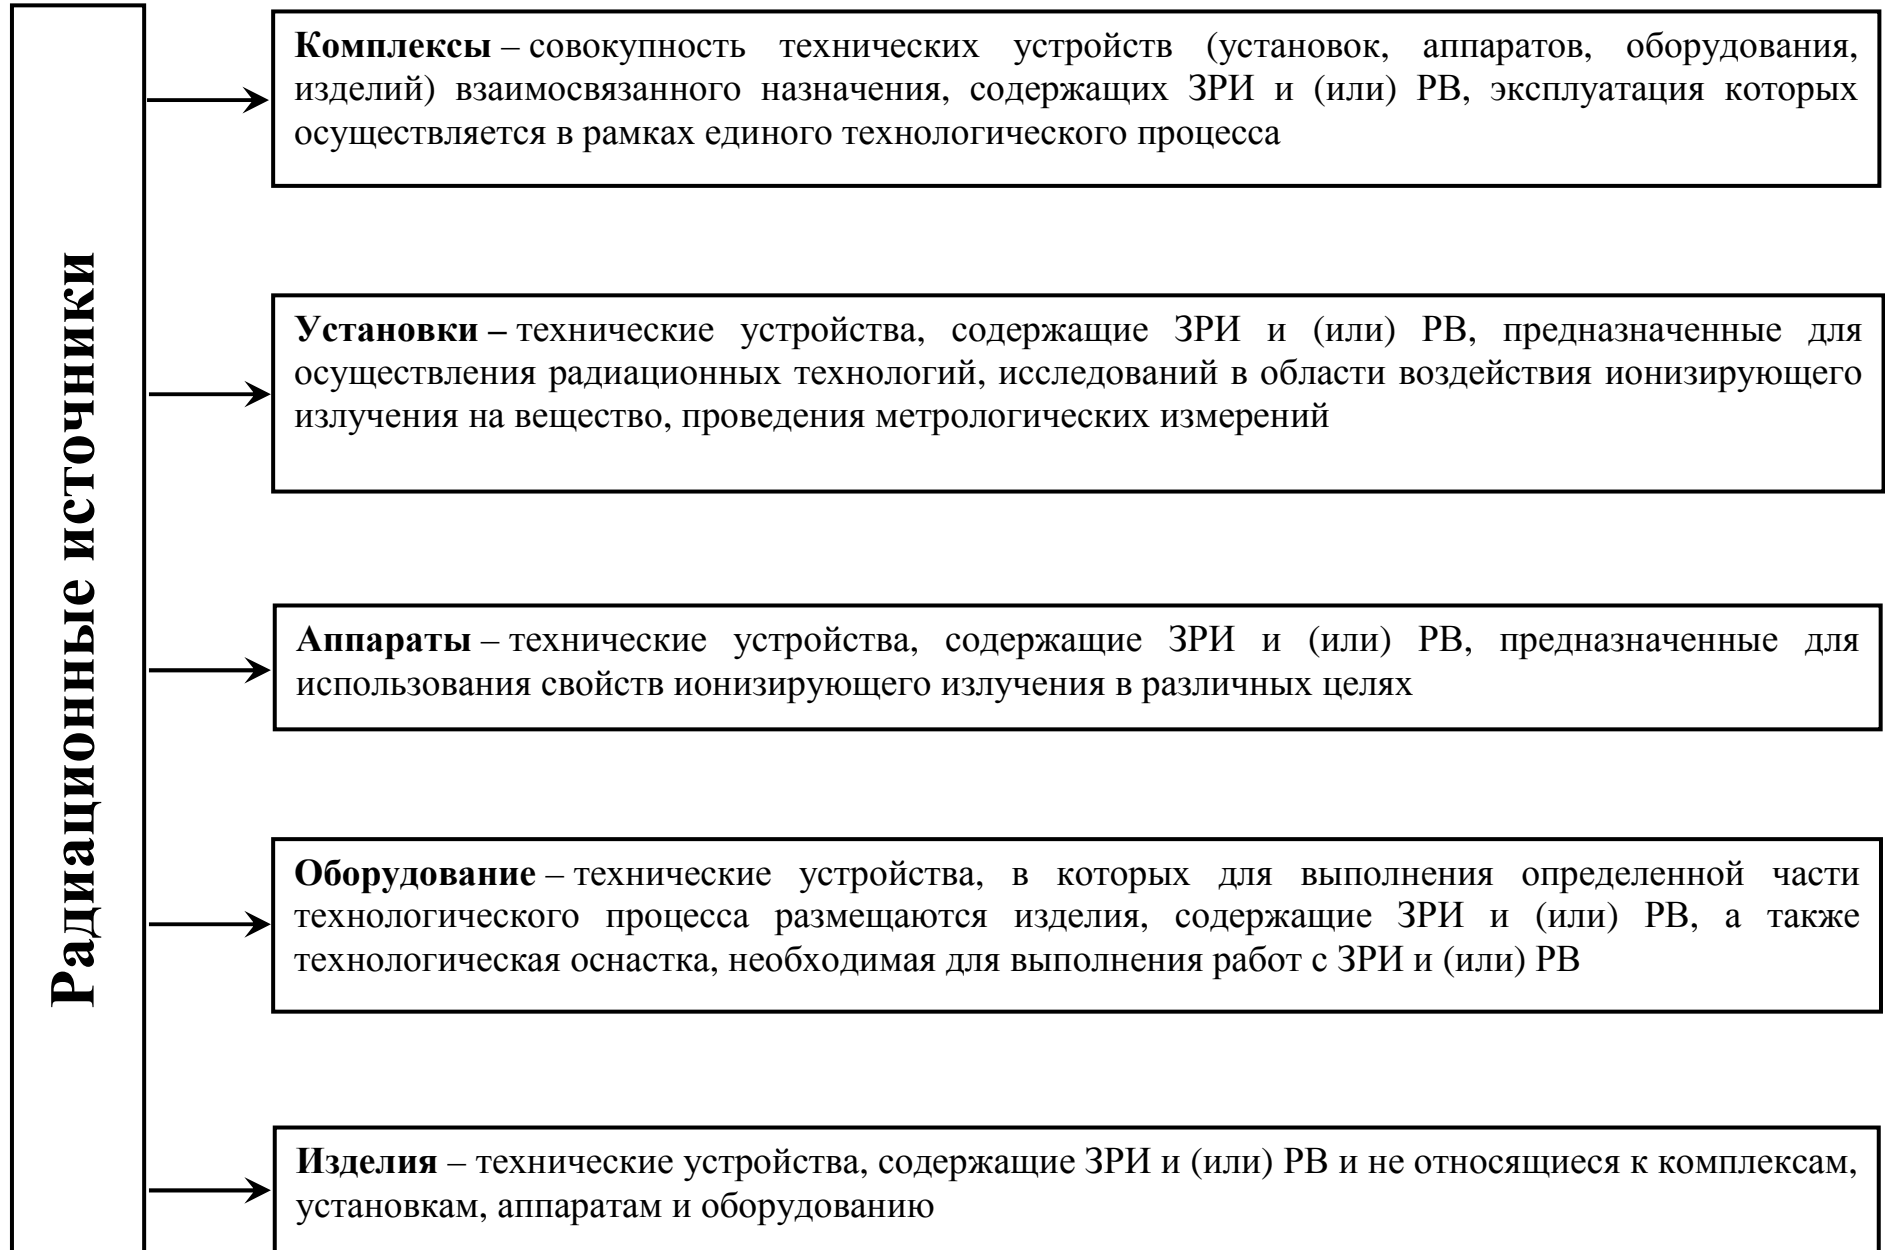 Радиационные источники
Комплексы – совокупность технических устройств (установок, аппаратов, оборудования,
изделий) взаимосвязанного назначения, содержащих ЗРИ и (или) РВ, эксплуатация которых
осуществляется в рамках единого технологического процесса
Установки – технические устройства, содержащие ЗРИ и (или) РВ, предназначенные для
осуществления радиационных технологий, исследований в области воздействия ионизирующего
излучения на вещество, проведения метрологических измерений
Аппараты – технические устройства, содержащие ЗРИ и (или) РВ, предназначенные для
использования свойств ионизирующего излучения в различных целях
Оборудование – технические устройства, в которых для выполнения определенной части
технологического процесса размещаются изделия, содержащие ЗРИ и (или) РВ, а также
технологическая оснастка, необходимая для выполнения работ с ЗРИ и (или) РВ
Изделия – технические устройства, содержащие ЗРИ и (или) РВ и не относящиеся к комплексам,
установкам, аппаратам и оборудованию